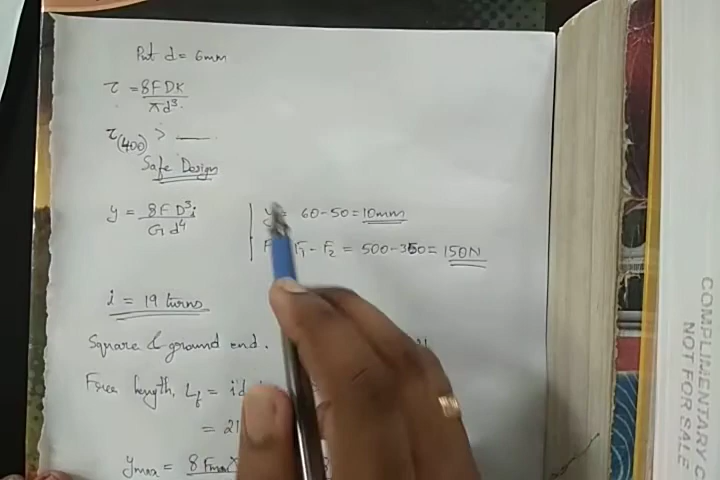 Put d = 6mm
τ = 8FDK / πd³
τ(400) > ___
Safe Design
y = 8FD³i / Gd⁴
= 60-50 = 10mm
F₁ - F₂ = 500-350 = 150N
i = 19 turns
Square & ground end.
Free length, Lf = id
= 21
ymax = 8Fmax
COMPLIMENTARY C
NOT FOR SALE